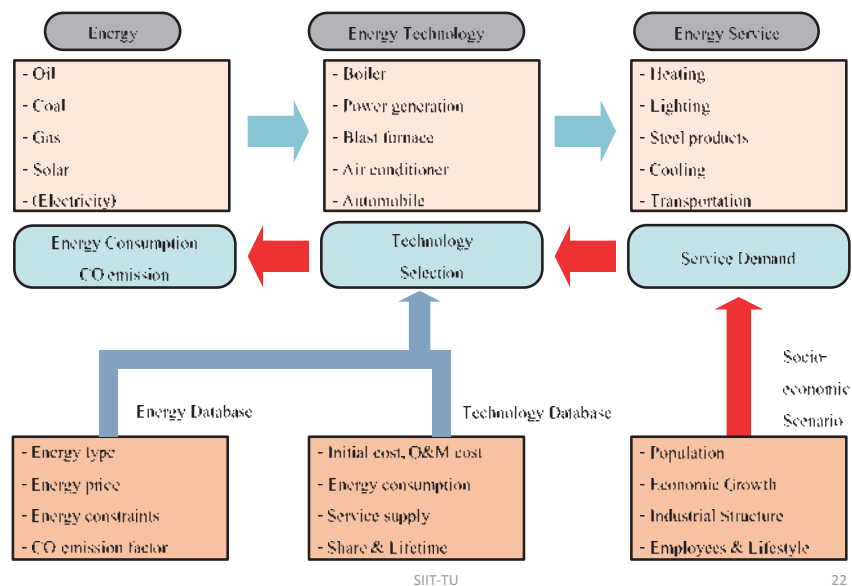 Energy
Energy Technology
Energy Service
- Oil
- Coal
- Gas
- Solar
- (Electricity)
- Boiler
- Power generation
- Blast furnace
- Air conditioner
- Automobile
- Heating
- Lighting
- Steel products
- Cooling
- Transportation
Energy Consumption
CO emission
Technology
Selection
Service Demand
Socio-
economic
Scenario
Energy Database
Technology Database
- Energy type
- Energy price
- Energy constraints
- CO emission factor
- Initial cost, O&M cost
- Energy consumption
- Service supply
- Share & Lifetime
- Population
- Economic Growth
- Industrial Structure
- Employees & Lifestyle
SIIT-TU
22